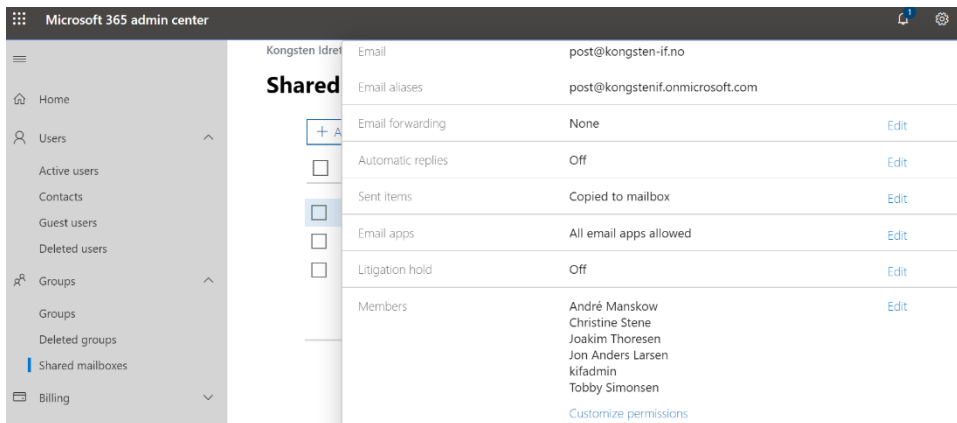 Microsoft 365 admin center
1
Home
Users
Active users
Contacts
Guest users
Deleted users
Groups
Groups
Deleted groups
Shared mailboxes
Billing
Kongsten Idret
Shared
+ A
Email post@kongsten-if.no
Email aliases post@kongstenif.onmicrosoft.com
Email forwarding None Edit
Automatic replies Off Edit
Sent items Copied to mailbox Edit
Email apps All email apps allowed Edit
Litigation hold Off Edit
Members André Manskow Edit
Christine Stene
Joakim Thoresen
Jon Anders Larsen
kifadmin
Tobby Simonsen
Customize permissions